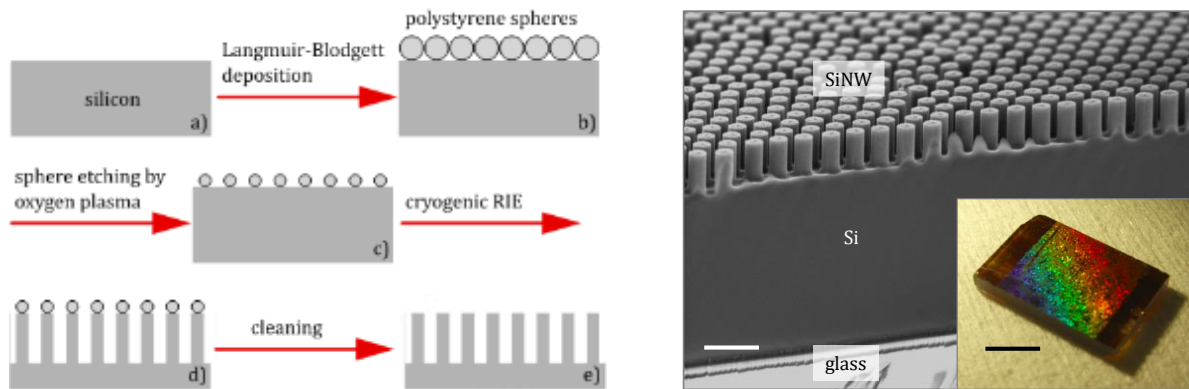 polystyrene spheres
Langmuir-Blodgett
deposition
silicon
a)
b)
sphere etching by
oxygen plasma
c)
cryogenic RIE
d)
cleaning
e)
SiNW
Si
glass